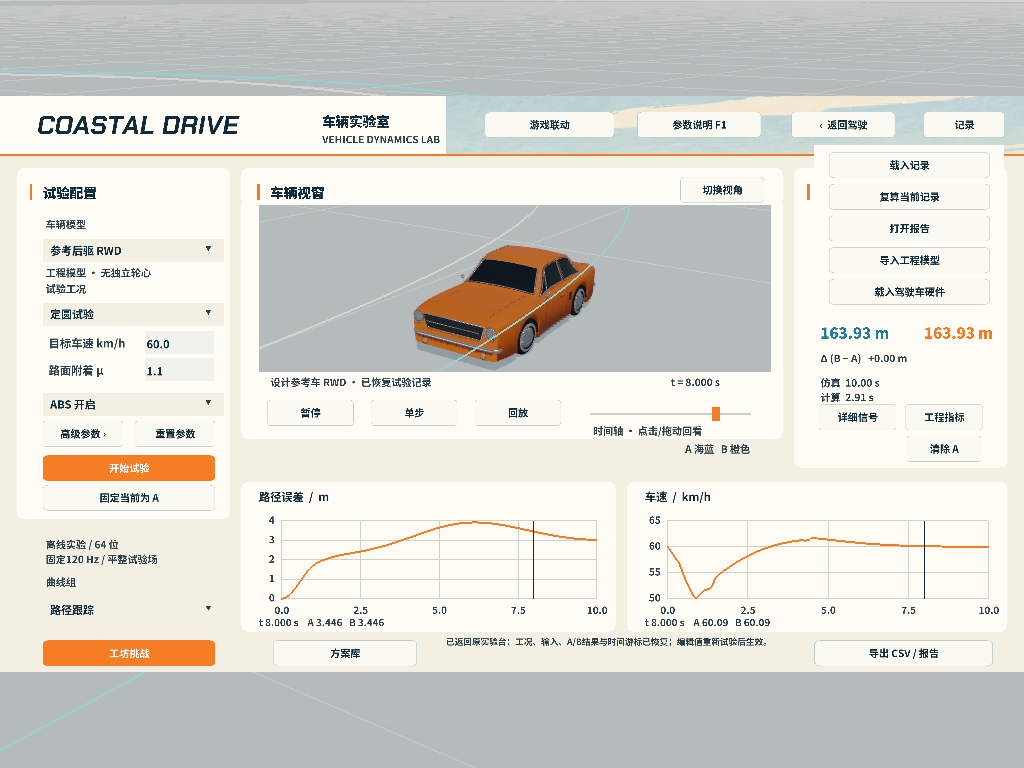 COASTAL DRIVE
车辆实验室
VEHICLE DYNAMICS LAB
游戏联动
参数说明 F1
‹ 返回驾驶
记录
试验配置
车辆模型
参考后驱 RWD
工程模型 · 无独立轮心
试验工况
定圆试验
目标车速 km/h
60.0
路面附着 μ
1.1
ABS 开启
高级参数 ›
重置参数
开始试验
固定当前为 A
离线实验 / 64 位
固定120 Hz / 平整试验场
曲线组
路径跟踪
工坊挑战
车辆视窗
切换视角
设计参考车 RWD · 已恢复试验记录
t = 8.000 s
暂停
单步
回放
时间轴 · 点击/拖动回看
A 海蓝 B 橙色
载入记录
复算当前记录
打开报告
导入工程模型
载入驾驶车硬件
163.93 m
163.93 m
Δ (B − A) +0.00 m
仿真 10.00 s
计算 2.91 s
详细信号
工程指标
清除 A
路径误差 / m
4
3
2
1
0
0.0 2.5 5.0 7.5 10.0
t 8.000 s A 3.446 B 3.446
车速 / km/h
65
60
55
50
0.0 2.5 5.0 7.5 10.0
t 8.000 s A 60.09 B 60.09
方案库
已返回原实验台：工况、输入、A/B结果与时间游标已恢复；编辑值重新试验后生效。
导出 CSV / 报告